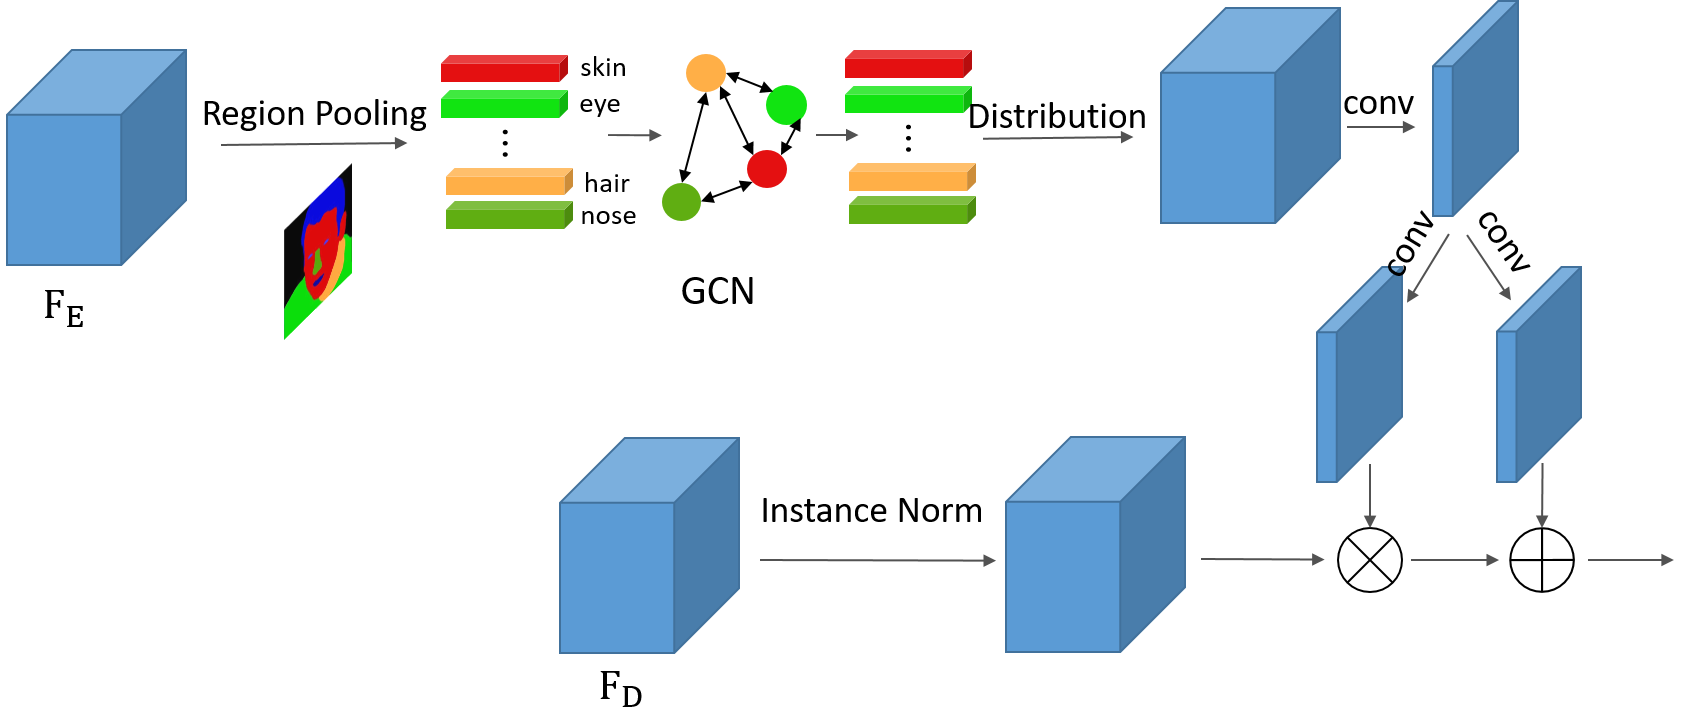 skin
Region Pooling
eye
Distribution
conv
hair
nose
conv
conv
GCN
F_E
Instance Norm
F_D